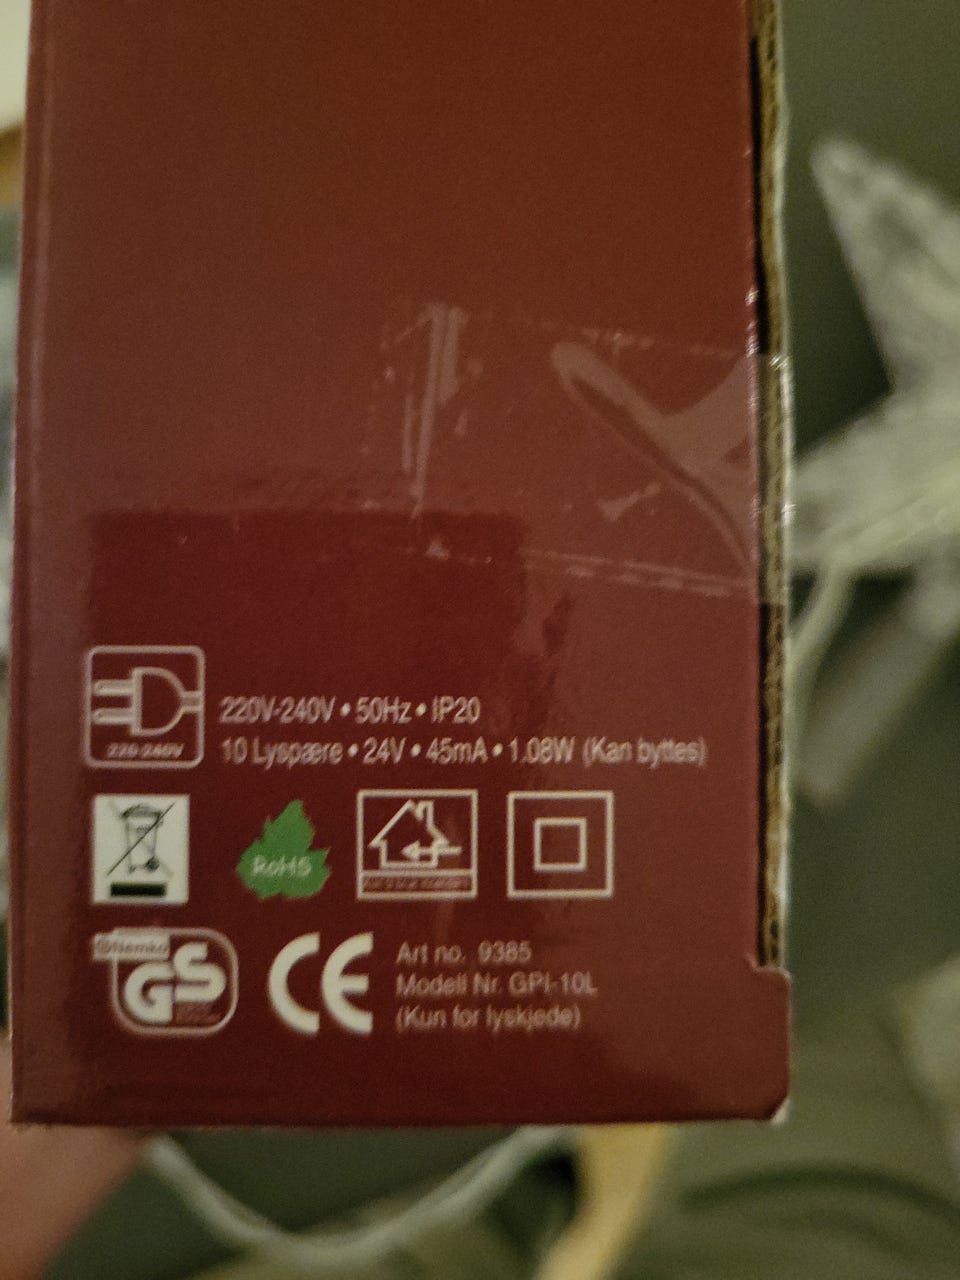 220V-240V • 50Hz • IP20
220-240V
10 Lyspære • 24V • 45mA • 1.08W (Kan byttes)
RoHS
Nemko
GS
CE
Art no. 9385
Modell Nr. GPI-10L
(Kun for lyskjede)